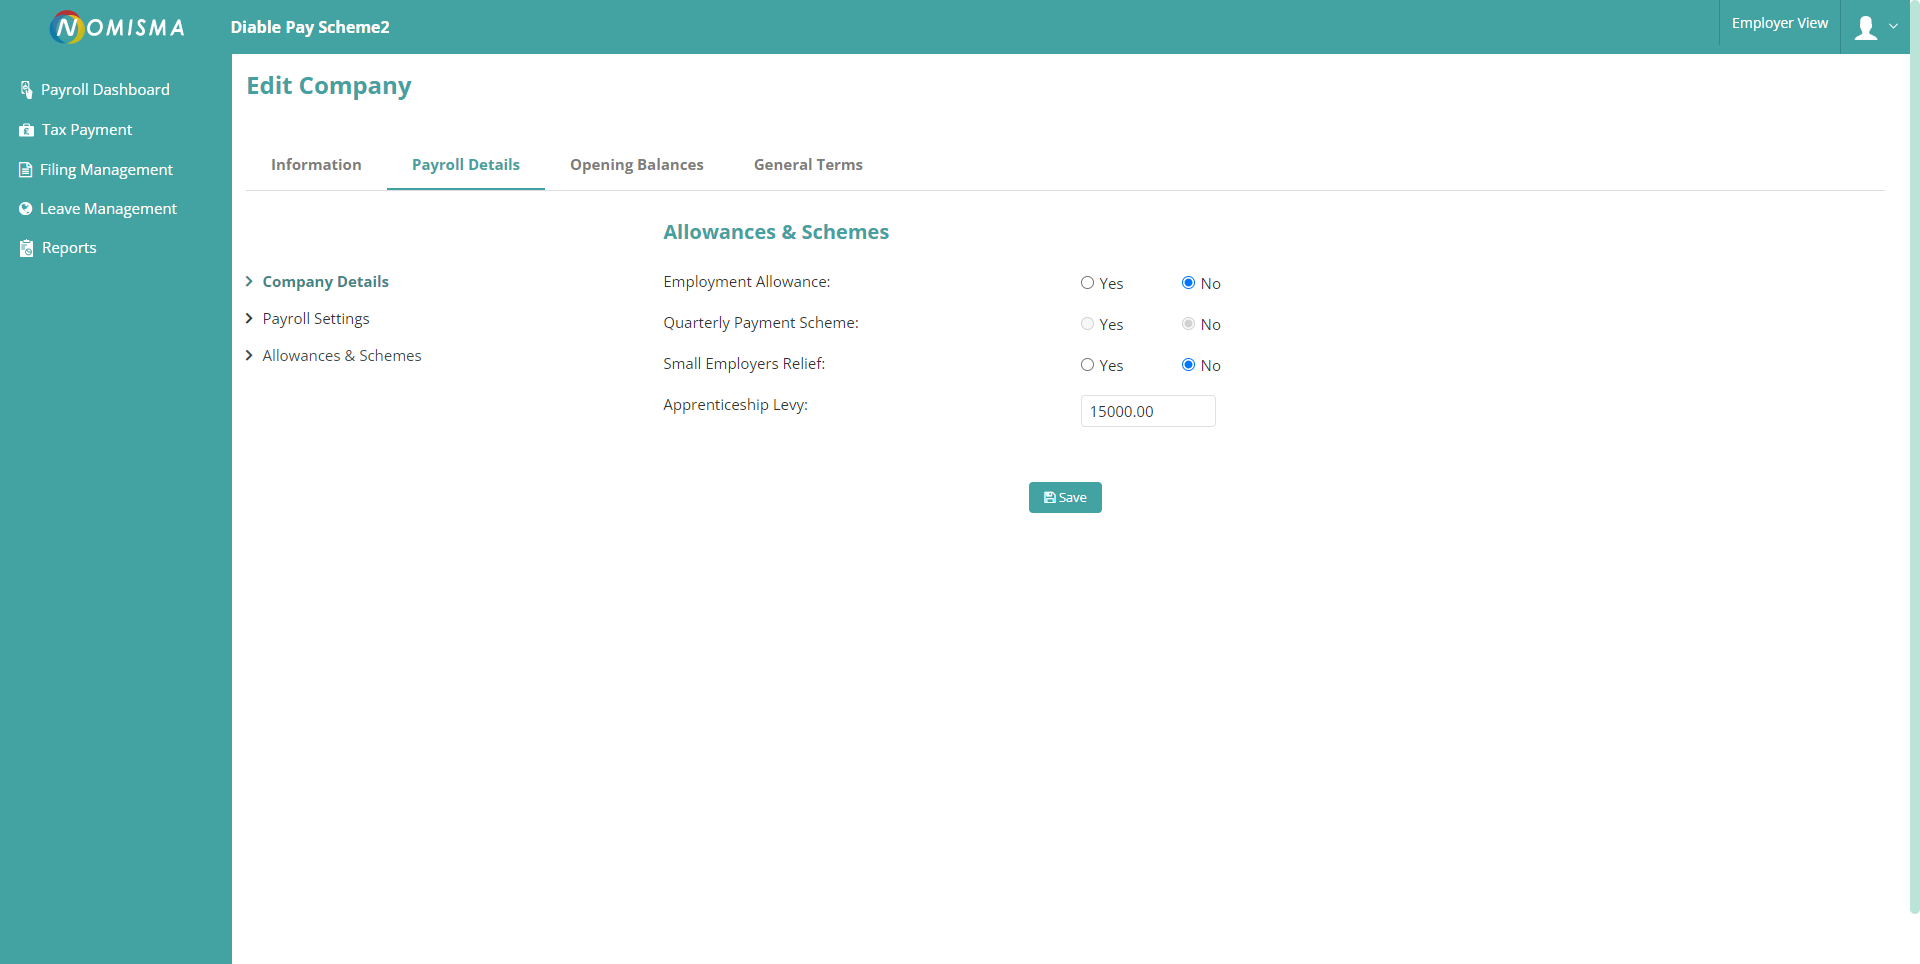 NOMISMA
Diable Pay Scheme2
Employer View
Payroll Dashboard
Tax Payment
Filing Management
Leave Management
Reports
Edit Company
Information
Payroll Details
Opening Balances
General Terms
Company Details
Payroll Settings
Allowances & Schemes
Allowances & Schemes
Employment Allowance: Yes No
Quarterly Payment Scheme: Yes No
Small Employers Relief: Yes No
Apprenticeship Levy: 15000.00
Save